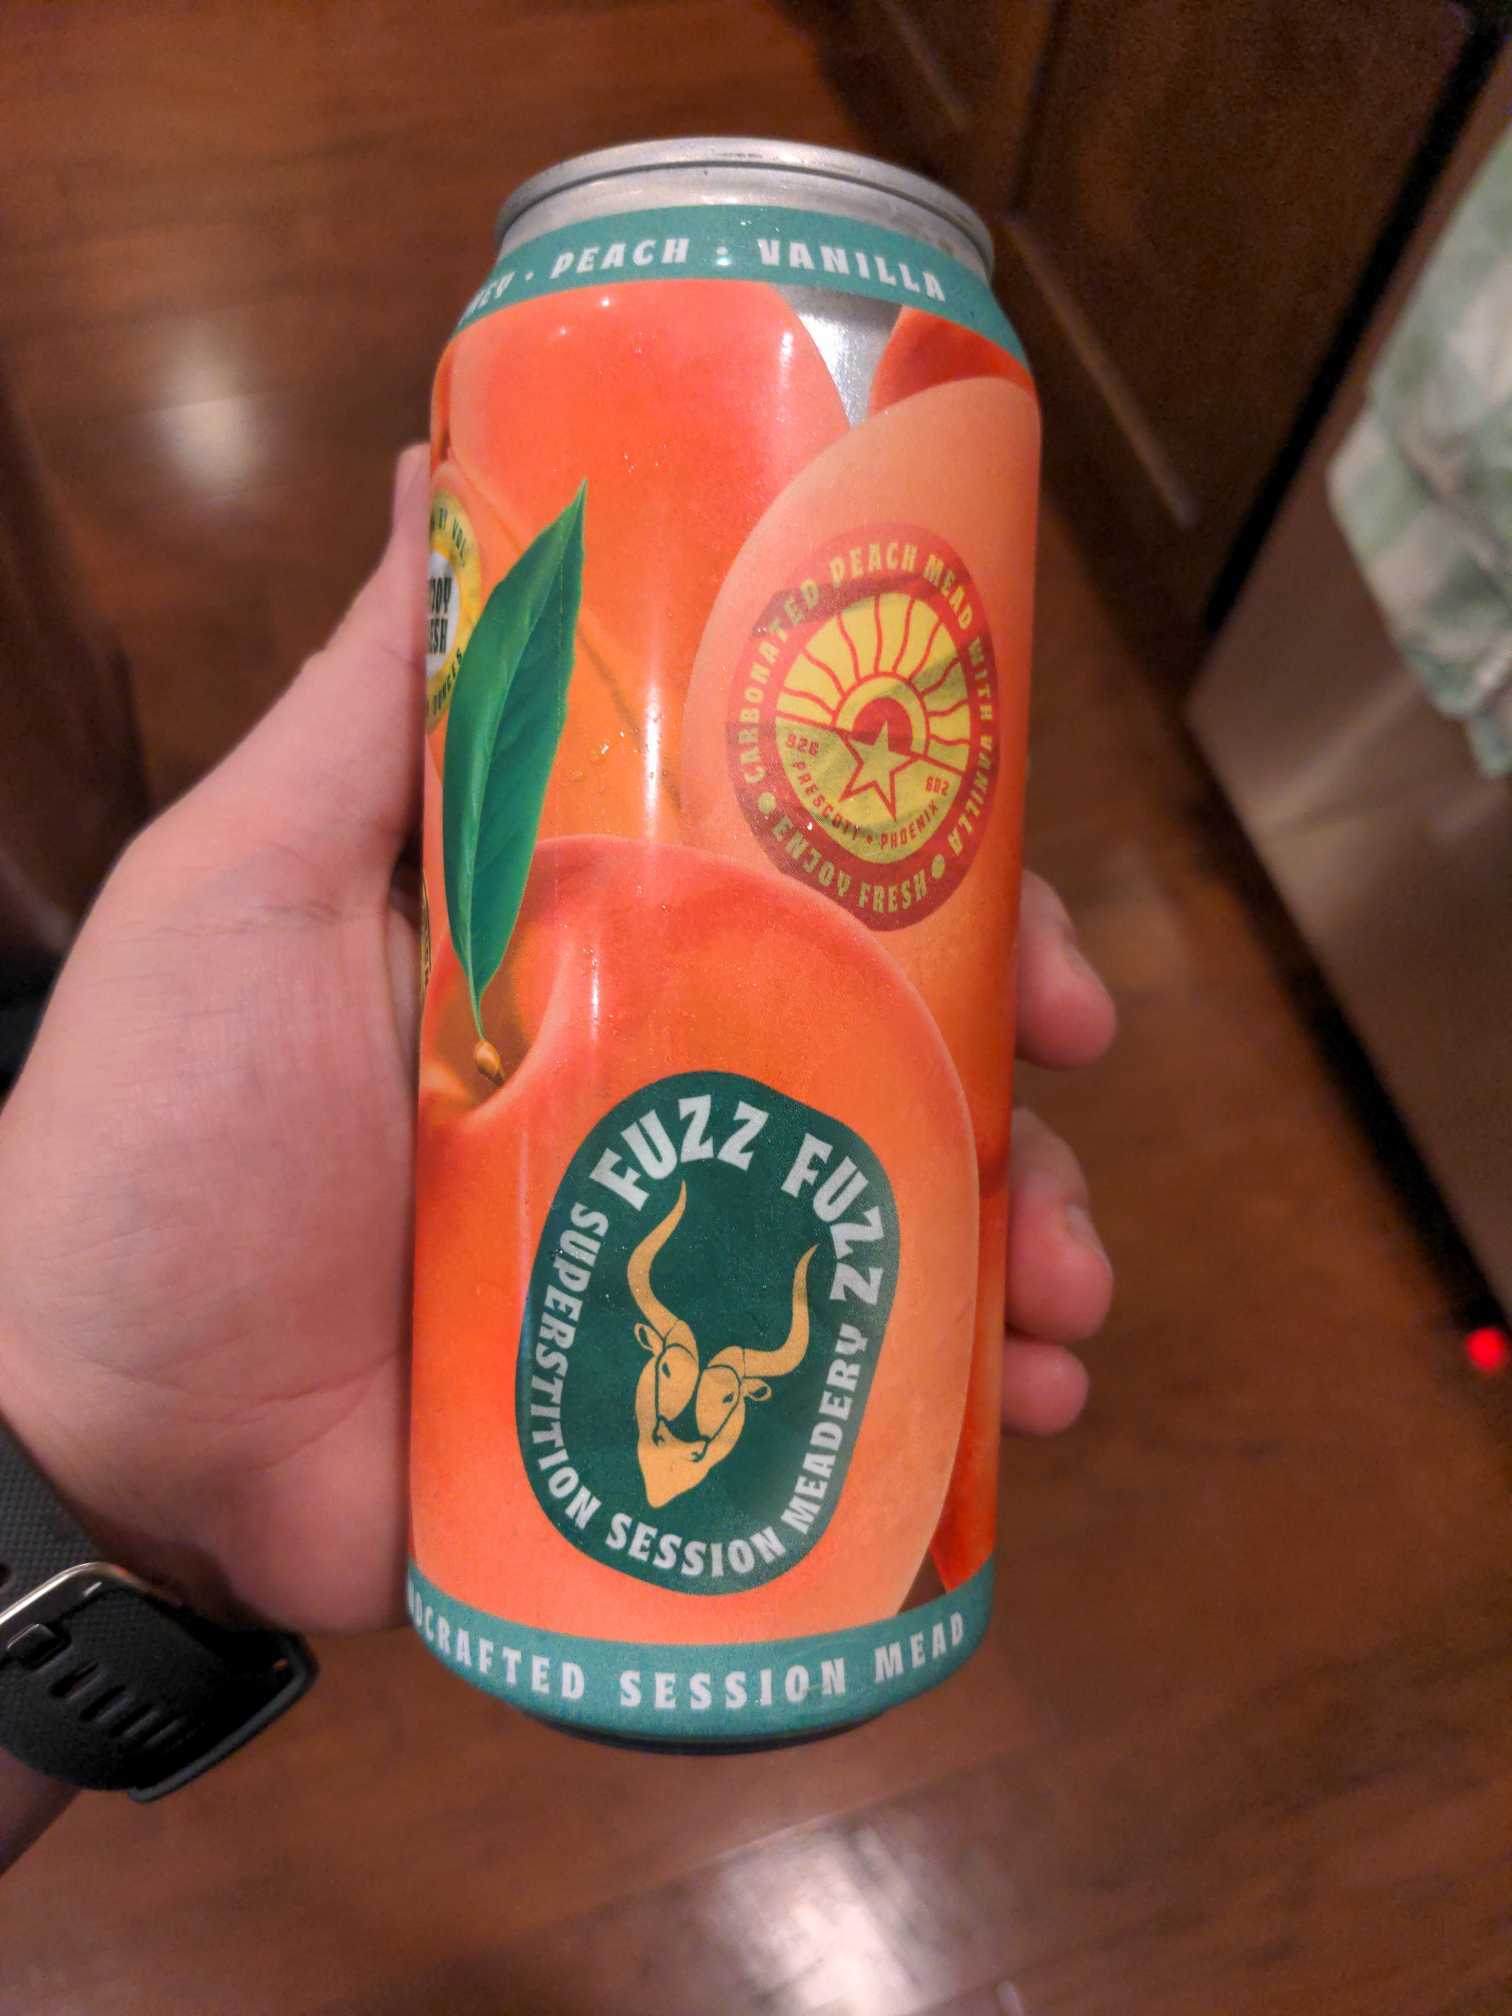 PEACH · VANILLA
CARBONATED PEACH MEAD WITH VANILLA
ENJOY FRESH
928
602
PRESCOTT • PHOENIX
FUZZ FUZZ
SUPERSTITION SESSION MEADERY
SESSION MEAD